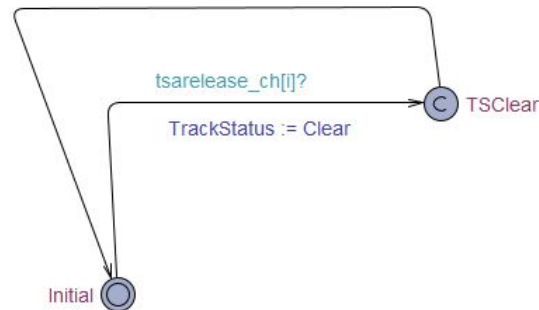 tsarelease_ch[i]?
C TSClear
TrackStatus := Clear
Initial